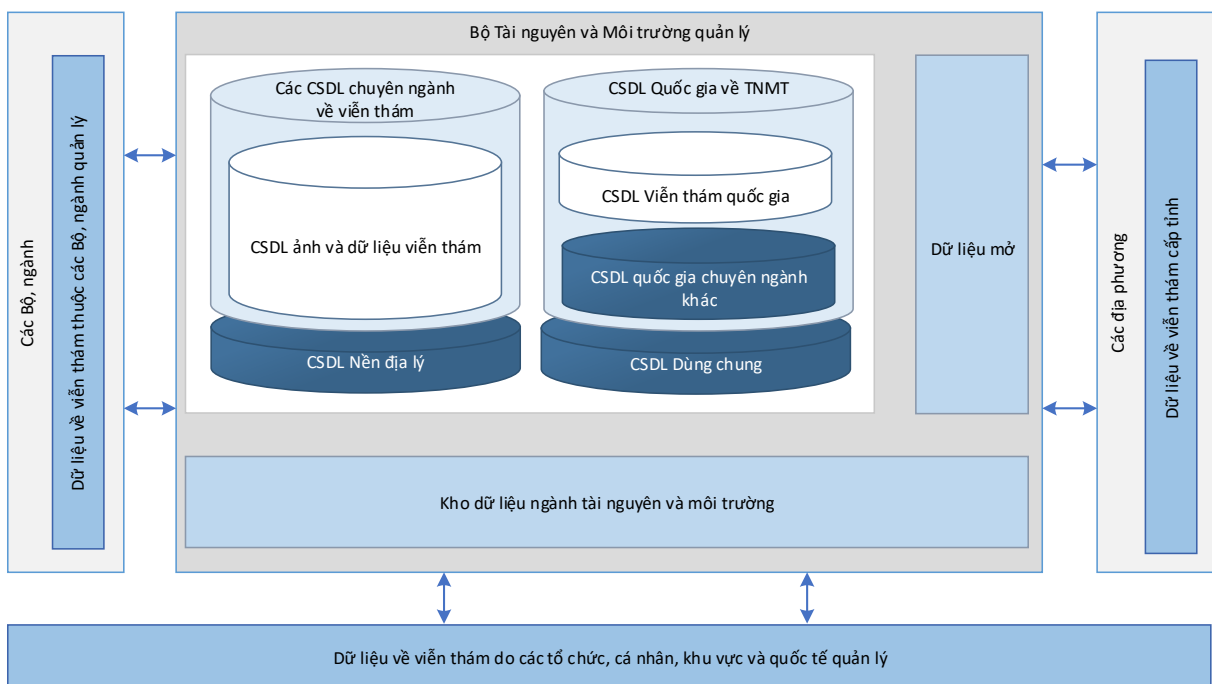 Các Bộ, ngành
Dữ liệu về viễn thám thuộc các Bộ, ngành quản lý
Bộ Tài nguyên và Môi trường quản lý
Các CSDL chuyên ngành
về viễn thám
CSDL ảnh và dữ liệu viễn thám
CSDL Nền địa lý
CSDL Quốc gia về TNMT
CSDL Viễn thám quốc gia
CSDL quốc gia chuyên ngành
khác
CSDL Dùng chung
Dữ liệu mở
Kho dữ liệu ngành tài nguyên và môi trường
Các địa phương
Dữ liệu về viễn thám cấp tỉnh
Dữ liệu về viễn thám do các tổ chức, cá nhân, khu vực và quốc tế quản lý